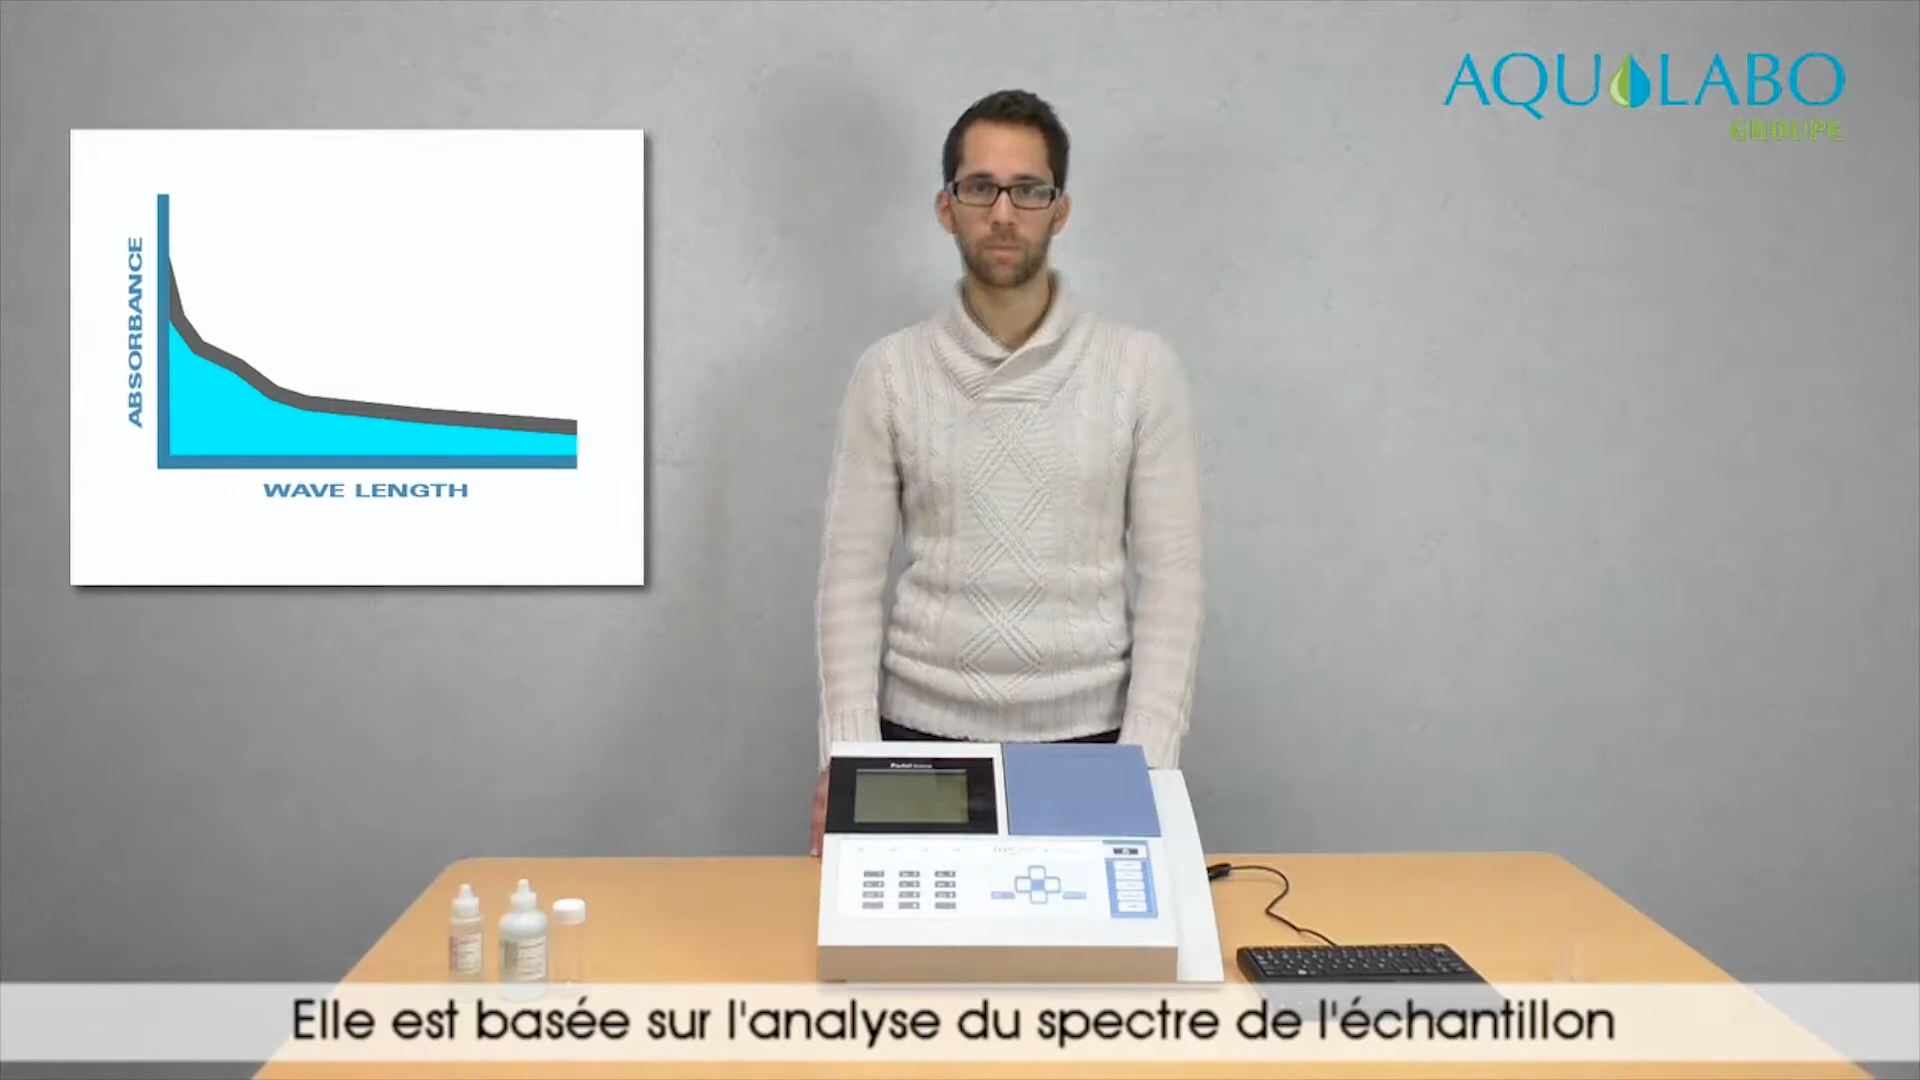 AQUALABO
GROUPE
ABSORBANCE
WAVE LENGTH
Elle est basée sur l'analyse du spectre de l'échantillon